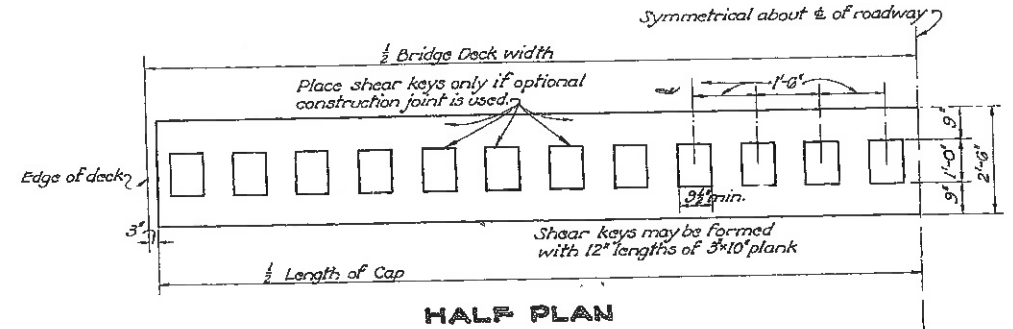 Symmetrical about ℄ of roadway
½ Bridge Deck width
Place shear keys only if optional
construction joint is used.
1'-6"
9"
Edge of deck
1'-0"
2'-6"
9½" min.
9"
3"
Shear keys may be formed
with 12" lengths of 3"x10" plank
½ Length of Cap
HALF PLAN